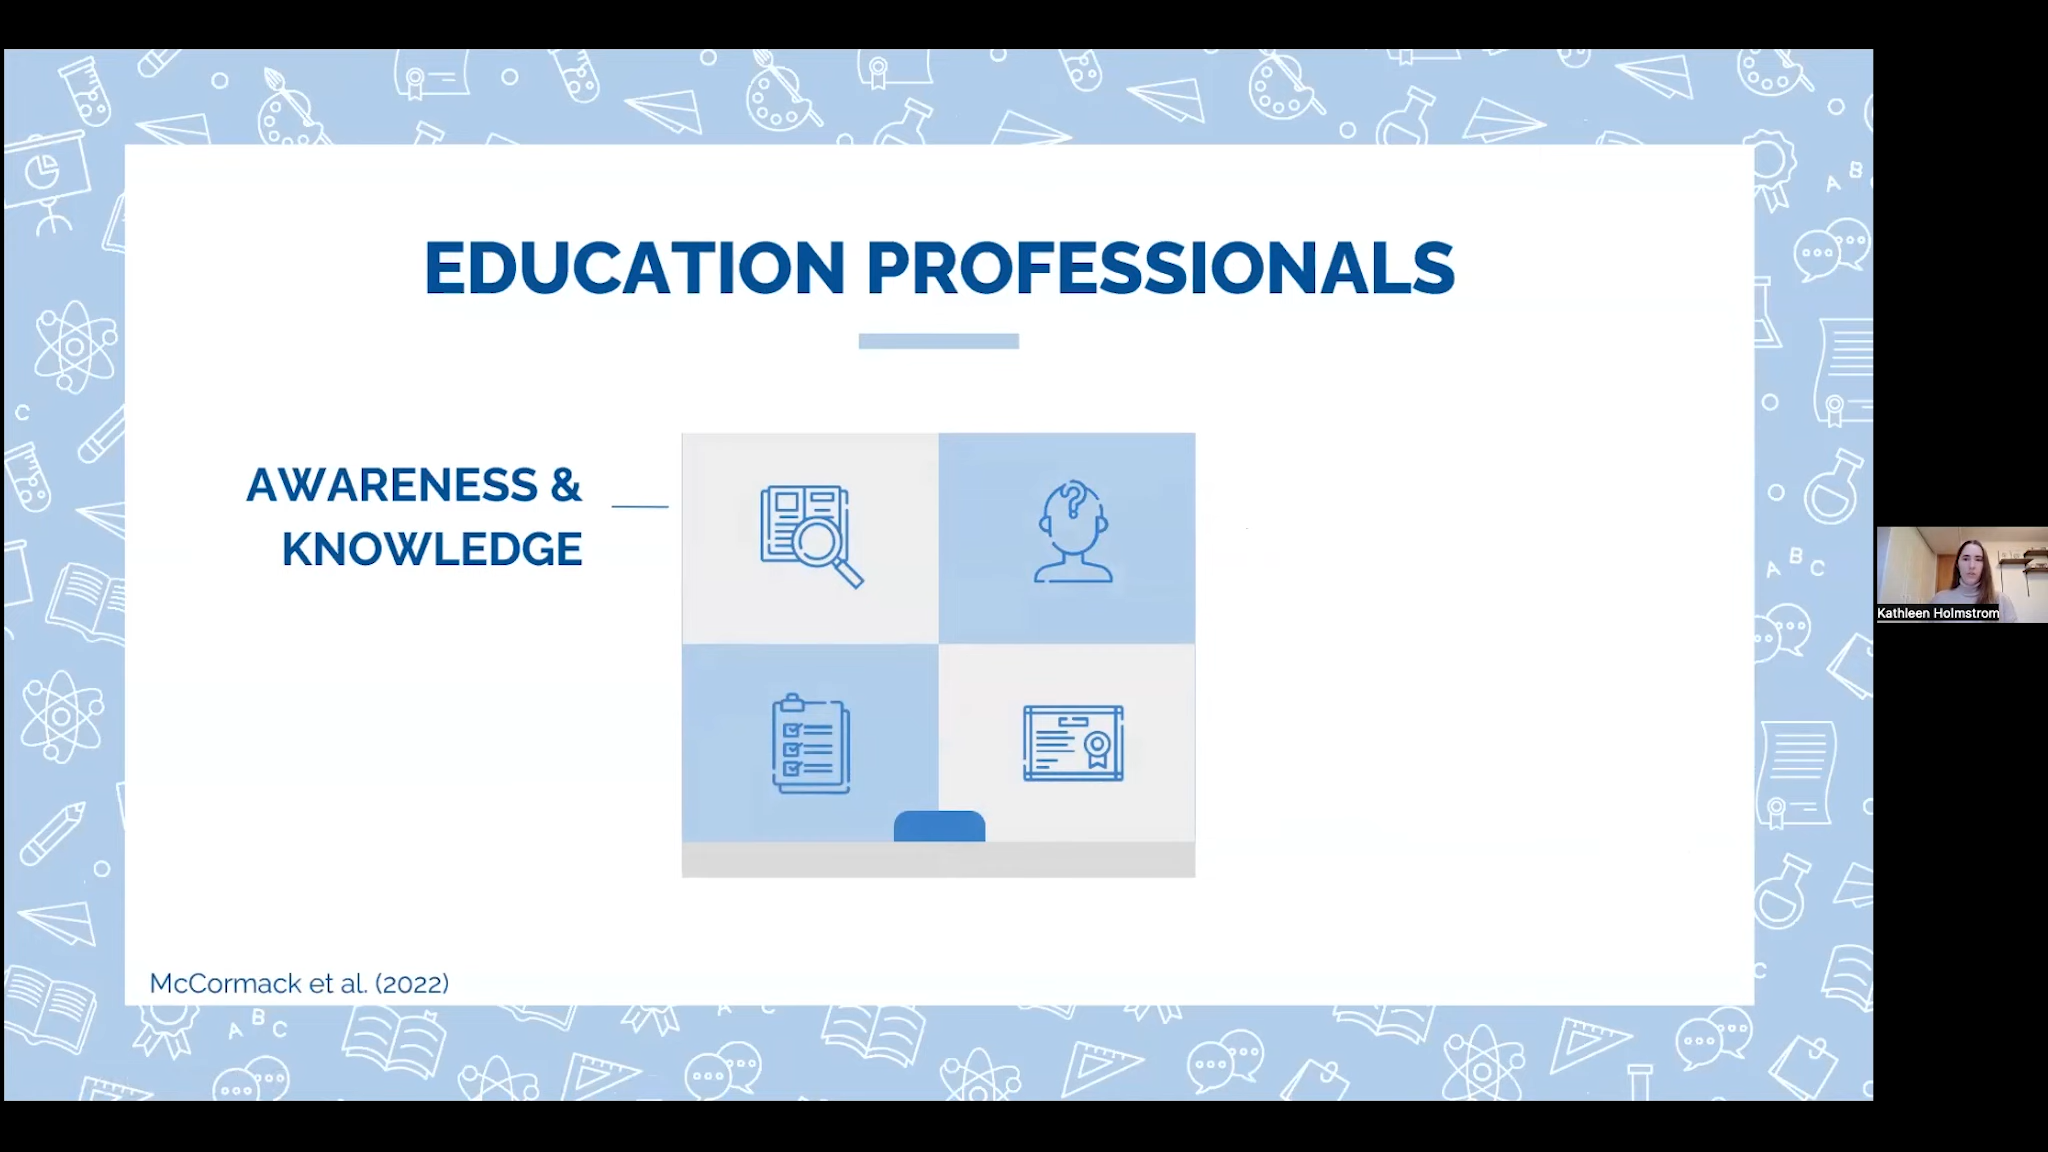 EDUCATION PROFESSIONALS
AWARENESS &
KNOWLEDGE
McCormack et al. (2022)
Kathleen Holmstrom
A B
C
A B C
A B C
C